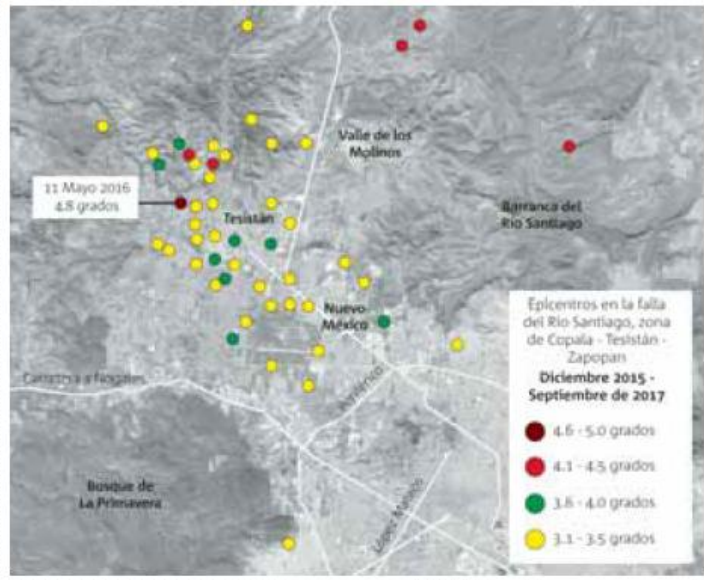 Valle de los
Molinos
11 Mayo 2016
4.8 grados
Tesistán
Barranca del
Río Santiago
Nuevo
México
Carretera a Nogales
Periférico
Bosque de
La Primavera
López Mateos
Epicentros en la falla
del Río Santiago, zona
de Copala - Tesistán -
Zapopan
Diciembre 2015 -
Septiembre de 2017
4.6 - 5.0 grados
4.1 - 4.5 grados
3.6 - 4.0 grados
3.1 - 3.5 grados